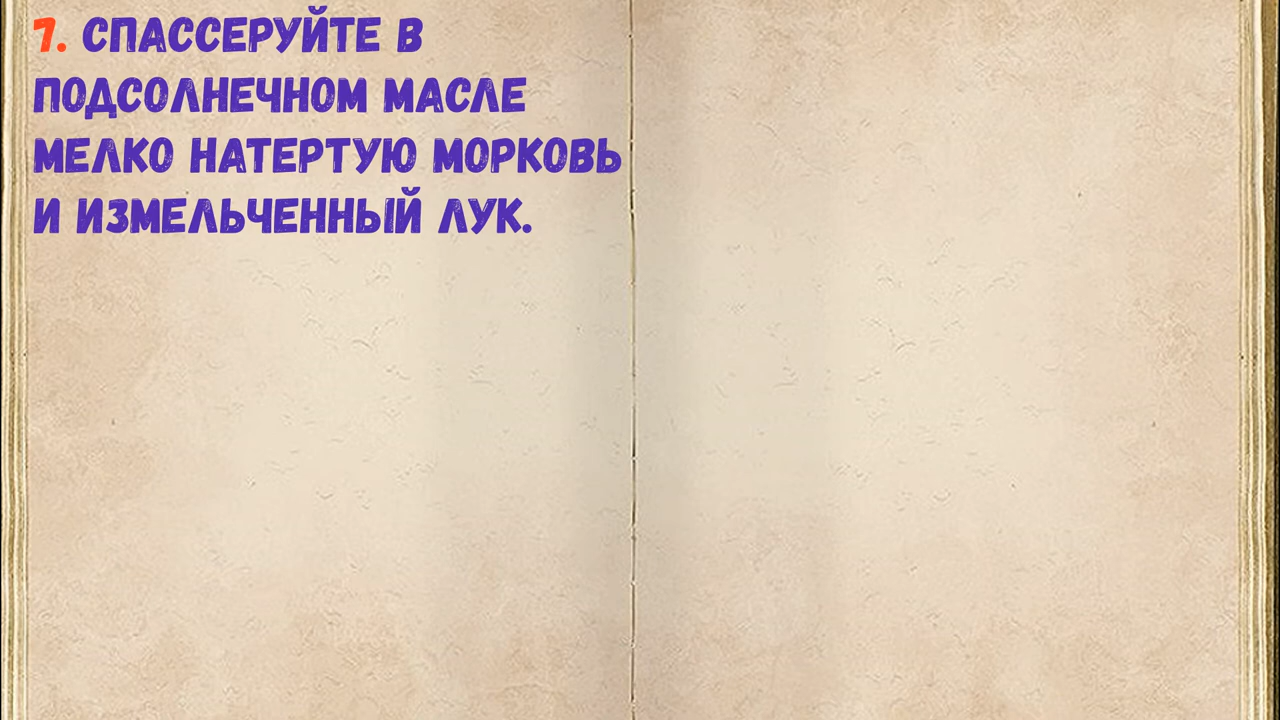 7. СПАССЕРУЙТЕ В
ПОДСОЛНЕЧНОМ МАСЛЕ
МЕЛКО НАТЕРТУЮ МОРКОВЬ
И ИЗМЕЛЬЧЕННЫЙ ЛУК.